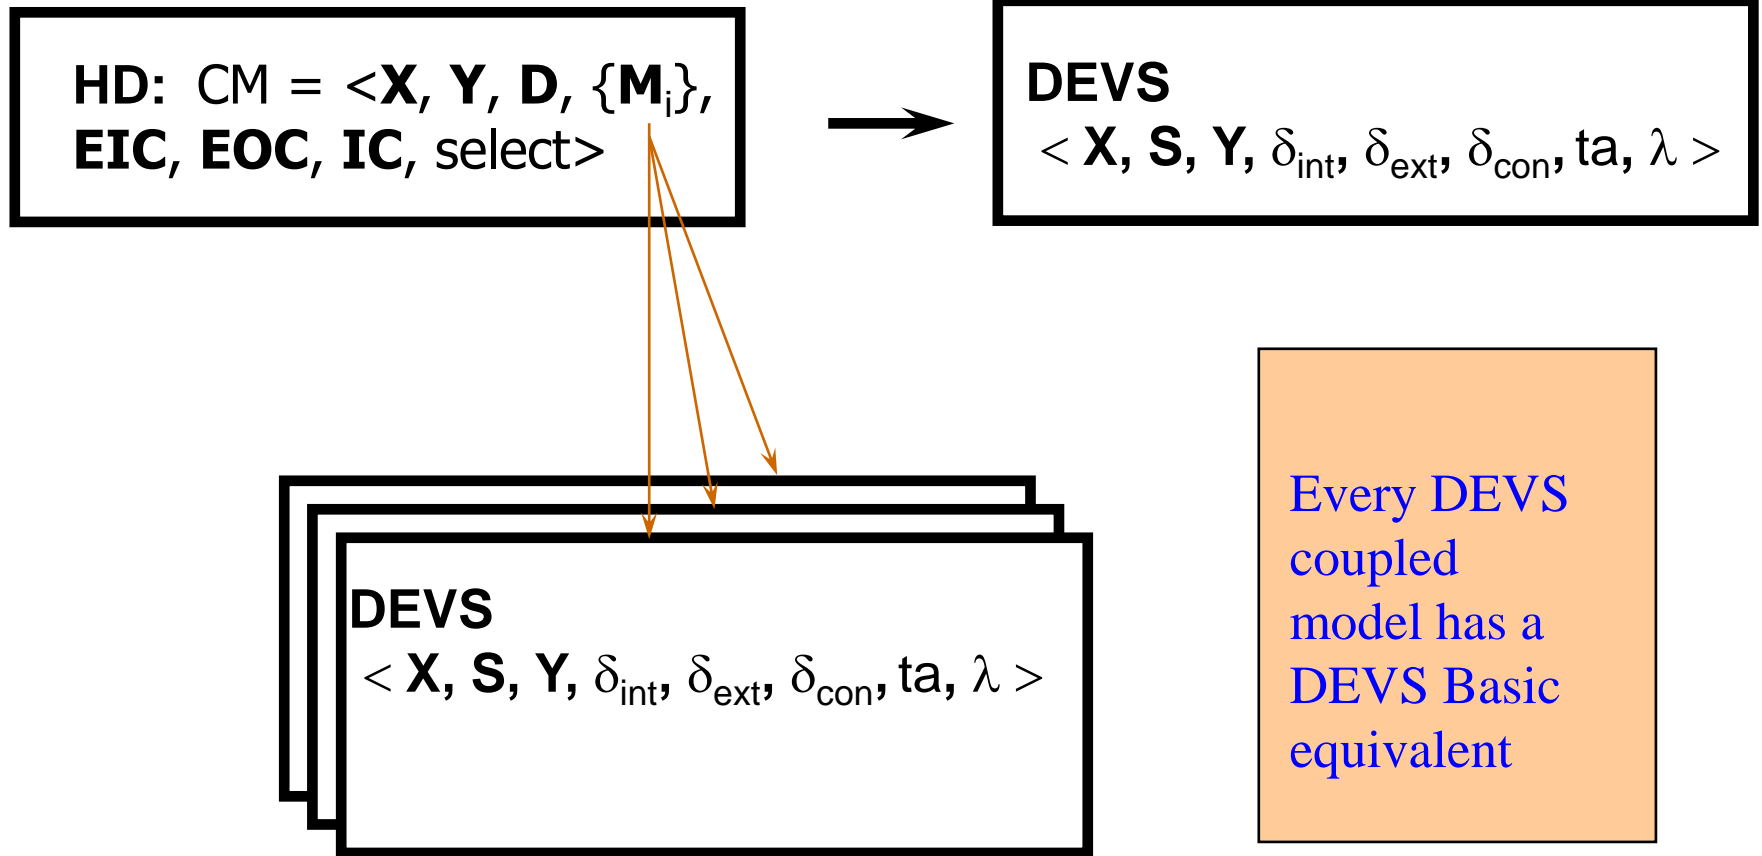 HD: CM = <X, Y, D, {Mᵢ},
EIC, EOC, IC, select>
DEVS
< X, S, Y, δint, δext, δcon, ta, λ >
DEVS
< X, S, Y, δint, δext, δcon, ta, λ >
Every DEVS
coupled
model has a
DEVS Basic
equivalent